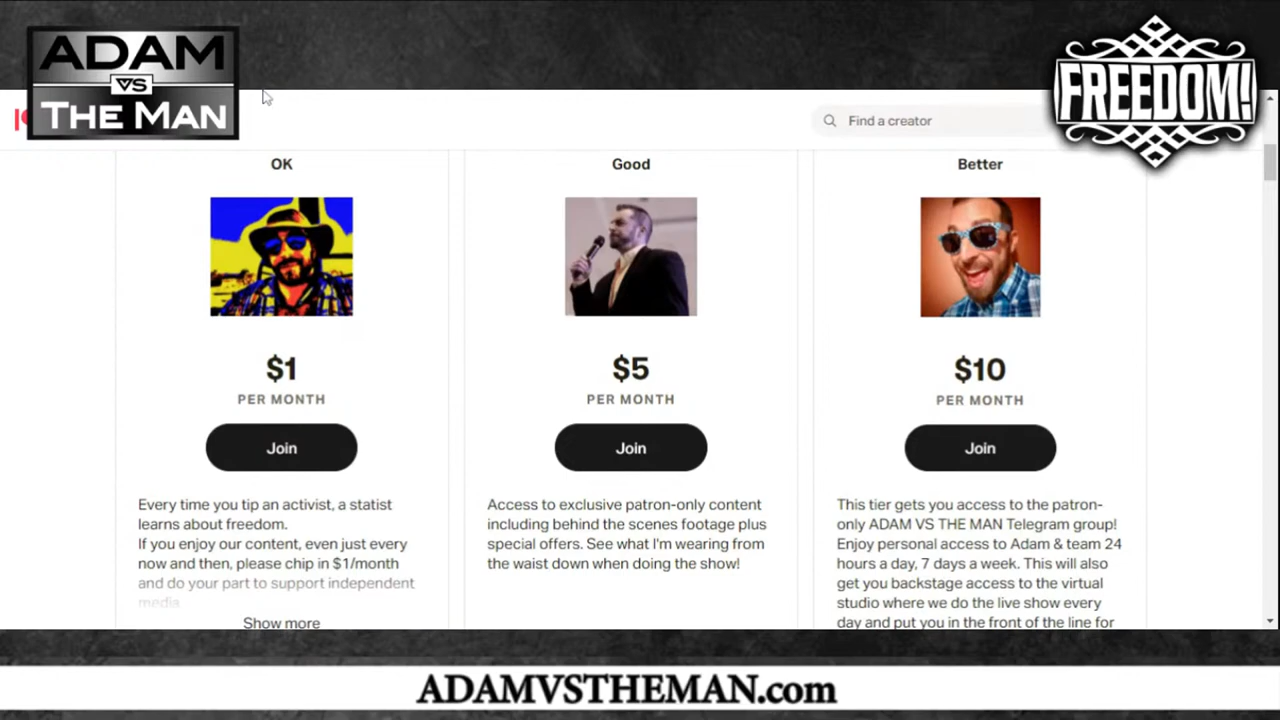 ADAM
VS
THE MAN
FREEDOM!
Find a creator
OK
Good
Better
$1
PER MONTH
Join
$5
PER MONTH
Join
$10
PER MONTH
Join
Every time you tip an activist, a statist
learns about freedom.
If you enjoy our content, even just every
now and then, please chip in $1/month
and do your part to support independent
media.
Show more
Access to exclusive patron-only content
including behind the scenes footage plus
special offers. See what I'm wearing from
the waist down when doing the show!
This tier gets you access to the patron-
only ADAM VS THE MAN Telegram group!
Enjoy personal access to Adam & team 24
hours a day, 7 days a week. This will also
get you backstage access to the virtual
studio where we do the live show every
day and put you in the front of the line for
ADAMVSTHEMAN.com